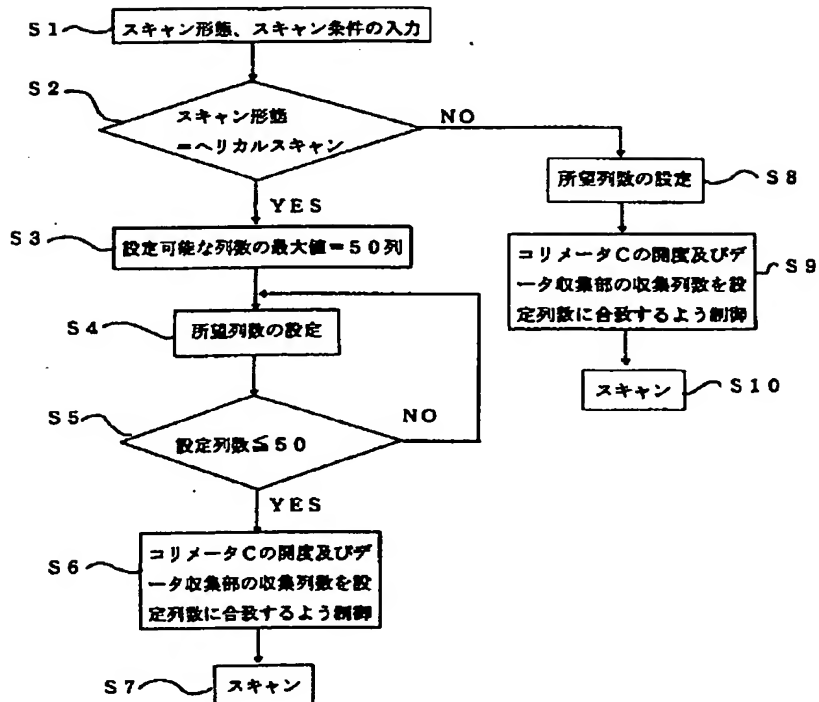 S1
スキャン形態、スキャン条件の入力
S2
スキャン形態
=ヘリカルスキャン
NO
YES
S3
設定可能な列数の最大値=50列
S4
所望列数の設定
S5
設定列数≦50
NO
YES
S6
コリメータCの開度及びデ
ータ収集部の収集列数を設
定列数に合致するよう制御
S7
スキャン
所望列数の設定
S8
コリメータCの開度及びデ
ータ収集部の収集列数を設
定列数に合致するよう制御
S9
スキャン
S10